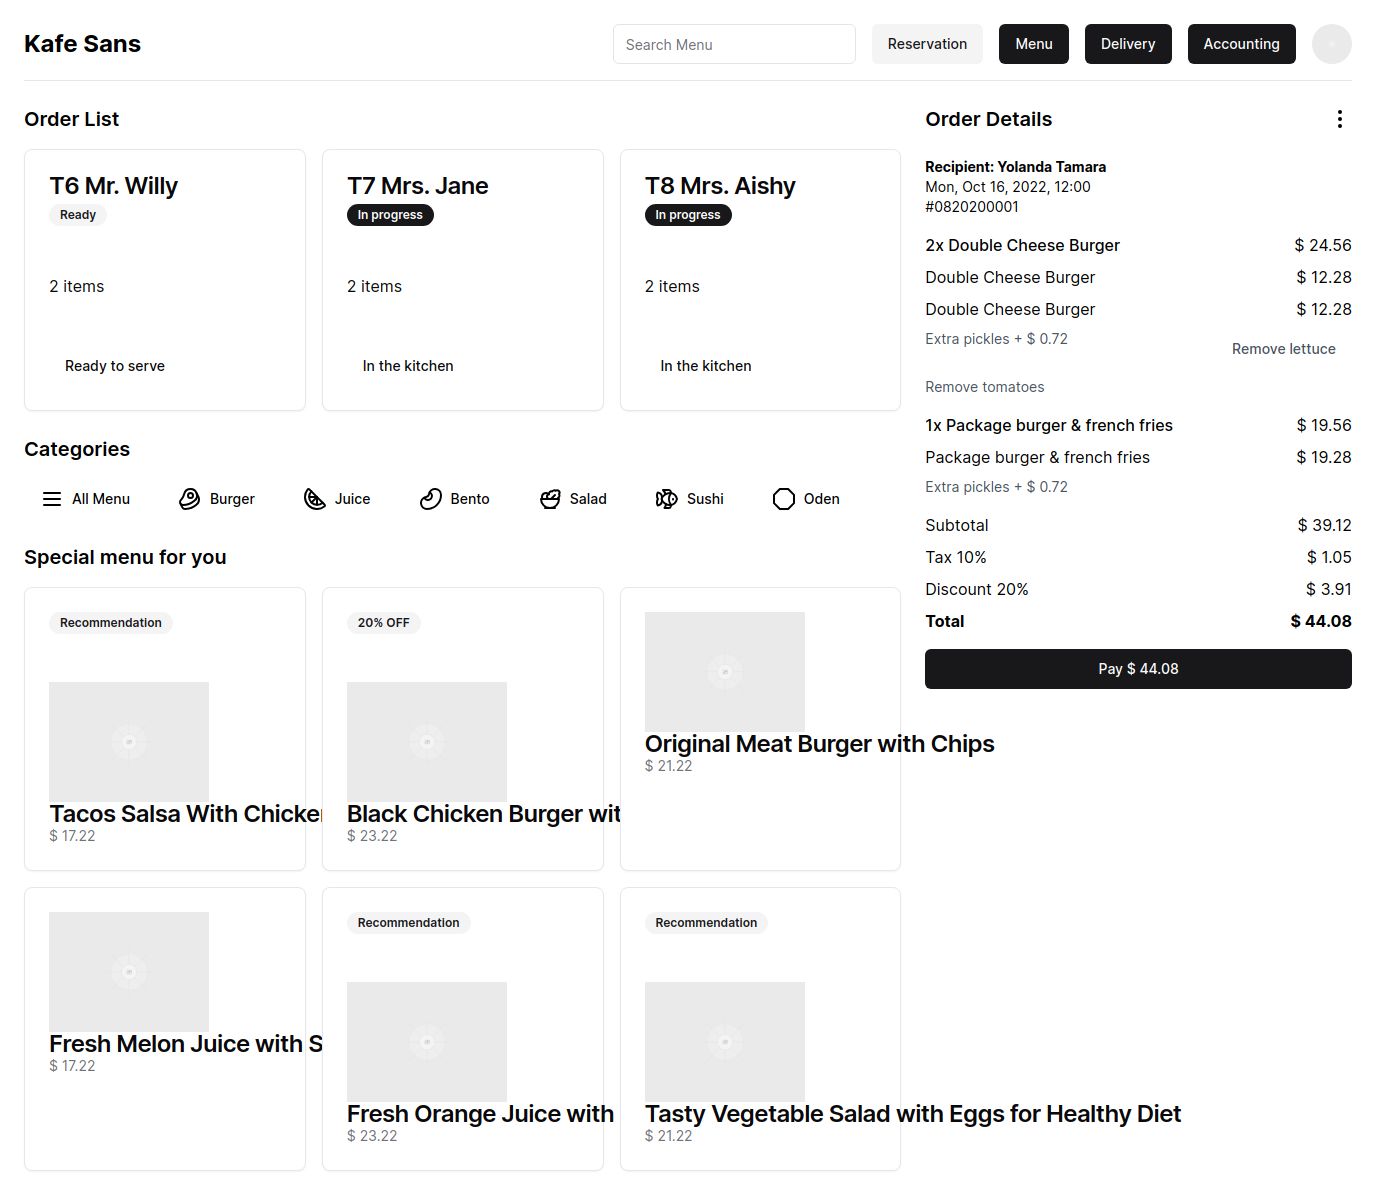 Kafe Sans
Search Menu
Reservation
Menu
Delivery
Accounting
Order List
T6 Mr. Willy
Ready
2 items
Ready to serve
T7 Mrs. Jane
In progress
2 items
In the kitchen
T8 Mrs. Aishy
In progress
2 items
In the kitchen
Categories
All Menu
Burger
Juice
Bento
Salad
Sushi
Oden
Special menu for you
Recommendation
Tacos Salsa With Chicken
$ 17.22
20% OFF
Black Chicken Burger wit
$ 23.22
Original Meat Burger with Chips
$ 21.22
Fresh Melon Juice with S
$ 17.22
Recommendation
Fresh Orange Juice with
$ 23.22
Recommendation
Tasty Vegetable Salad with Eggs for Healthy Diet
$ 21.22
Order Details
Recipient: Yolanda Tamara
Mon, Oct 16, 2022, 12:00
#0820200001
2x Double Cheese Burger $ 24.56
Double Cheese Burger $ 12.28
Double Cheese Burger $ 12.28
Extra pickles + $ 0.72
Remove lettuce
Remove tomatoes
1x Package burger & french fries $ 19.56
Package burger & french fries $ 19.28
Extra pickles + $ 0.72
Subtotal $ 39.12
Tax 10% $ 1.05
Discount 20% $ 3.91
Total $ 44.08
Pay $ 44.08